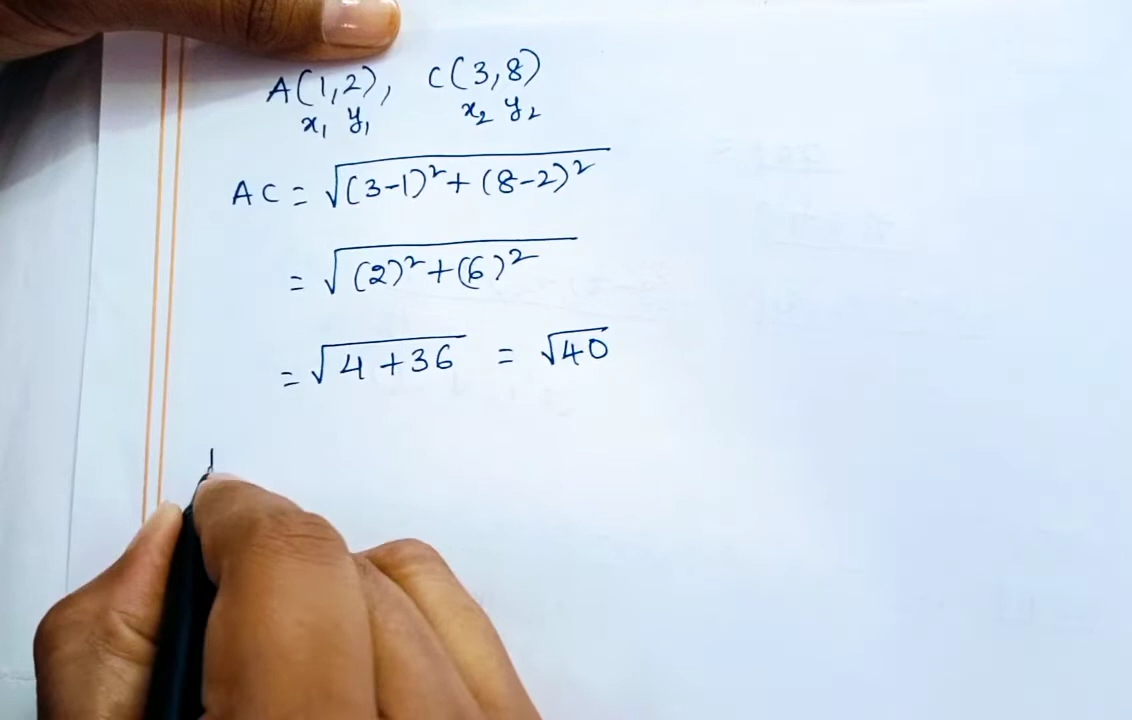 A(1,2), C(3,8)
x₁ y₁ x₂ y₂
AC = √(3-1)² + (8-2)²
= √(2)² + (6)²
= √4+36 = √40